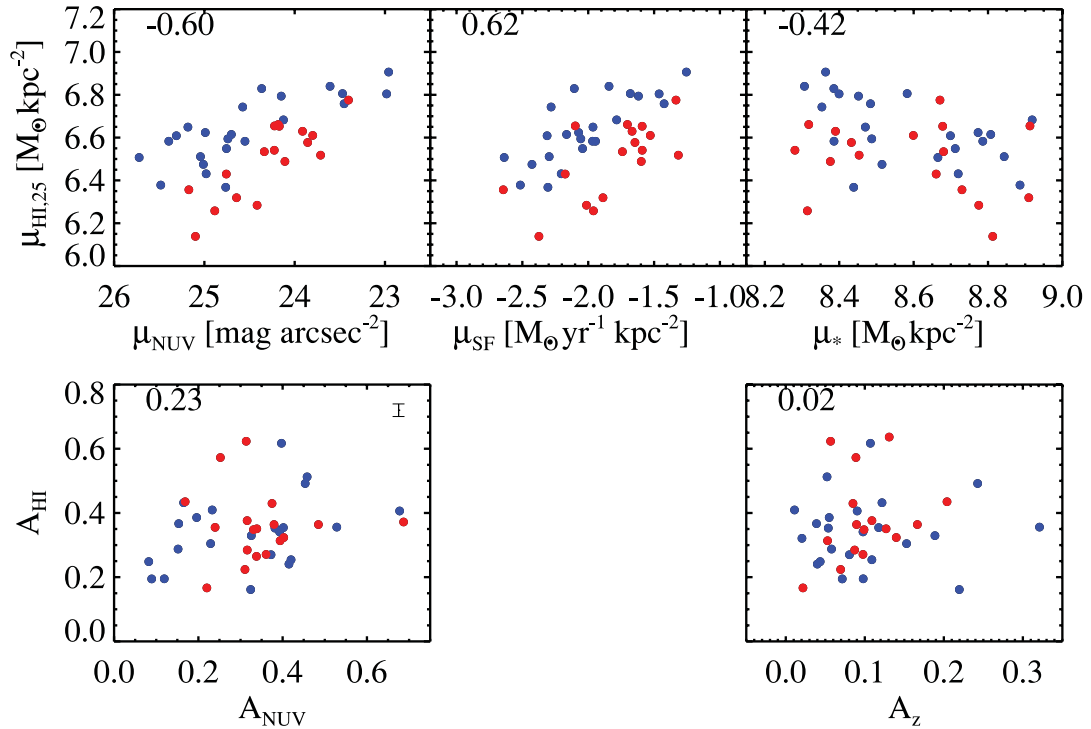 -0.60 0.62 -0.42
7.2
7.0
6.8
6.6
6.4
6.2
6.0
μHI,25 [M⊙ kpc⁻²]
26 25 24 23 -3.0 -2.5 -2.0 -1.5 -1.0 8.2 8.4 8.6 8.8 9.0
μNUV [mag arcsec⁻²] μSF [M⊙ yr⁻¹ kpc⁻²] μ* [M⊙ kpc⁻²]
0.23 0.02
0.8
0.6
0.4
0.2
0.0
AHI
0.0 0.2 0.4 0.6 0.0 0.1 0.2 0.3
ANUV Az